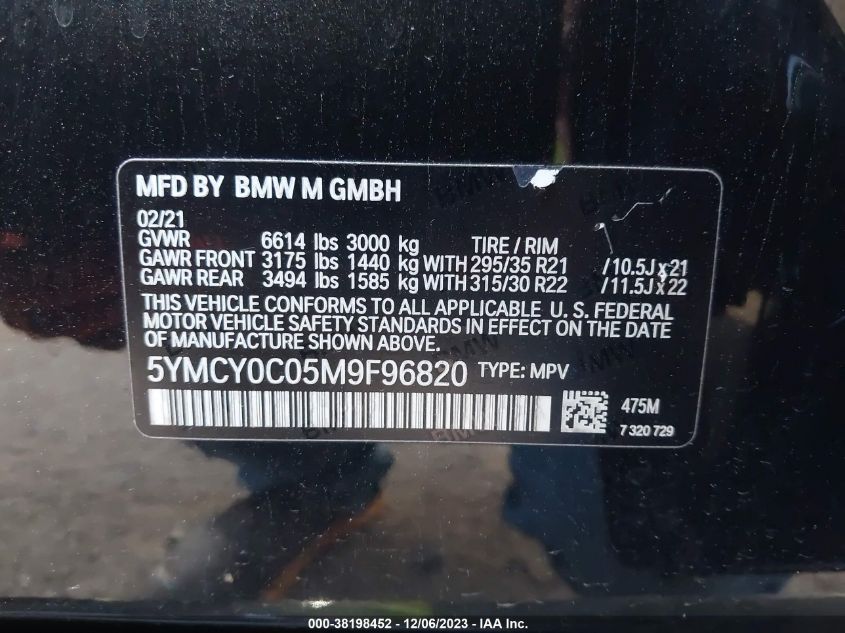 MFD BY BMW M GMBH
02/21
GVWR 6614 lbs 3000 kg TIRE / RIM
GAWR FRONT 3175 lbs 1440 kg WITH 295/35 R21 /10.5J x 21
GAWR REAR 3494 lbs 1585 kg WITH 315/30 R22 /11.5J x 22
THIS VEHICLE CONFORMS TO ALL APPLICABLE U. S. FEDERAL
MOTOR VEHICLE SAFETY STANDARDS IN EFFECT ON THE DATE
OF MANUFACTURE SHOWN ABOVE.
5YMCY0C05M9F96820 TYPE: MPV
475M
7 320 729
000-38198452 - 12/06/2023 - © IAA Inc.